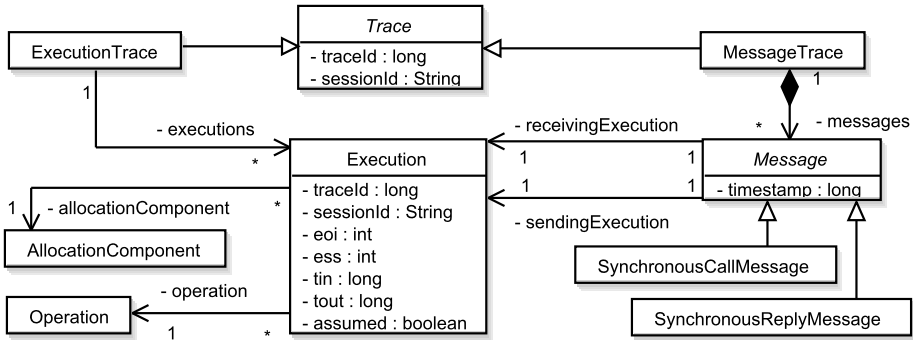 Trace
- traceId : long
- sessionId : String
ExecutionTrace
MessageTrace
1
1
- executions
*
- receivingExecution
1
1
* - messages
Execution
- traceId : long
- sessionId : String
- eoi : int
- ess : int
- tin : long
- tout : long
- assumed : boolean
Message
- timestamp : long
1
1
- sendingExecution
1 - allocationComponent *
AllocationComponent
SynchronousCallMessage
- operation
Operation
1
*
SynchronousReplyMessage